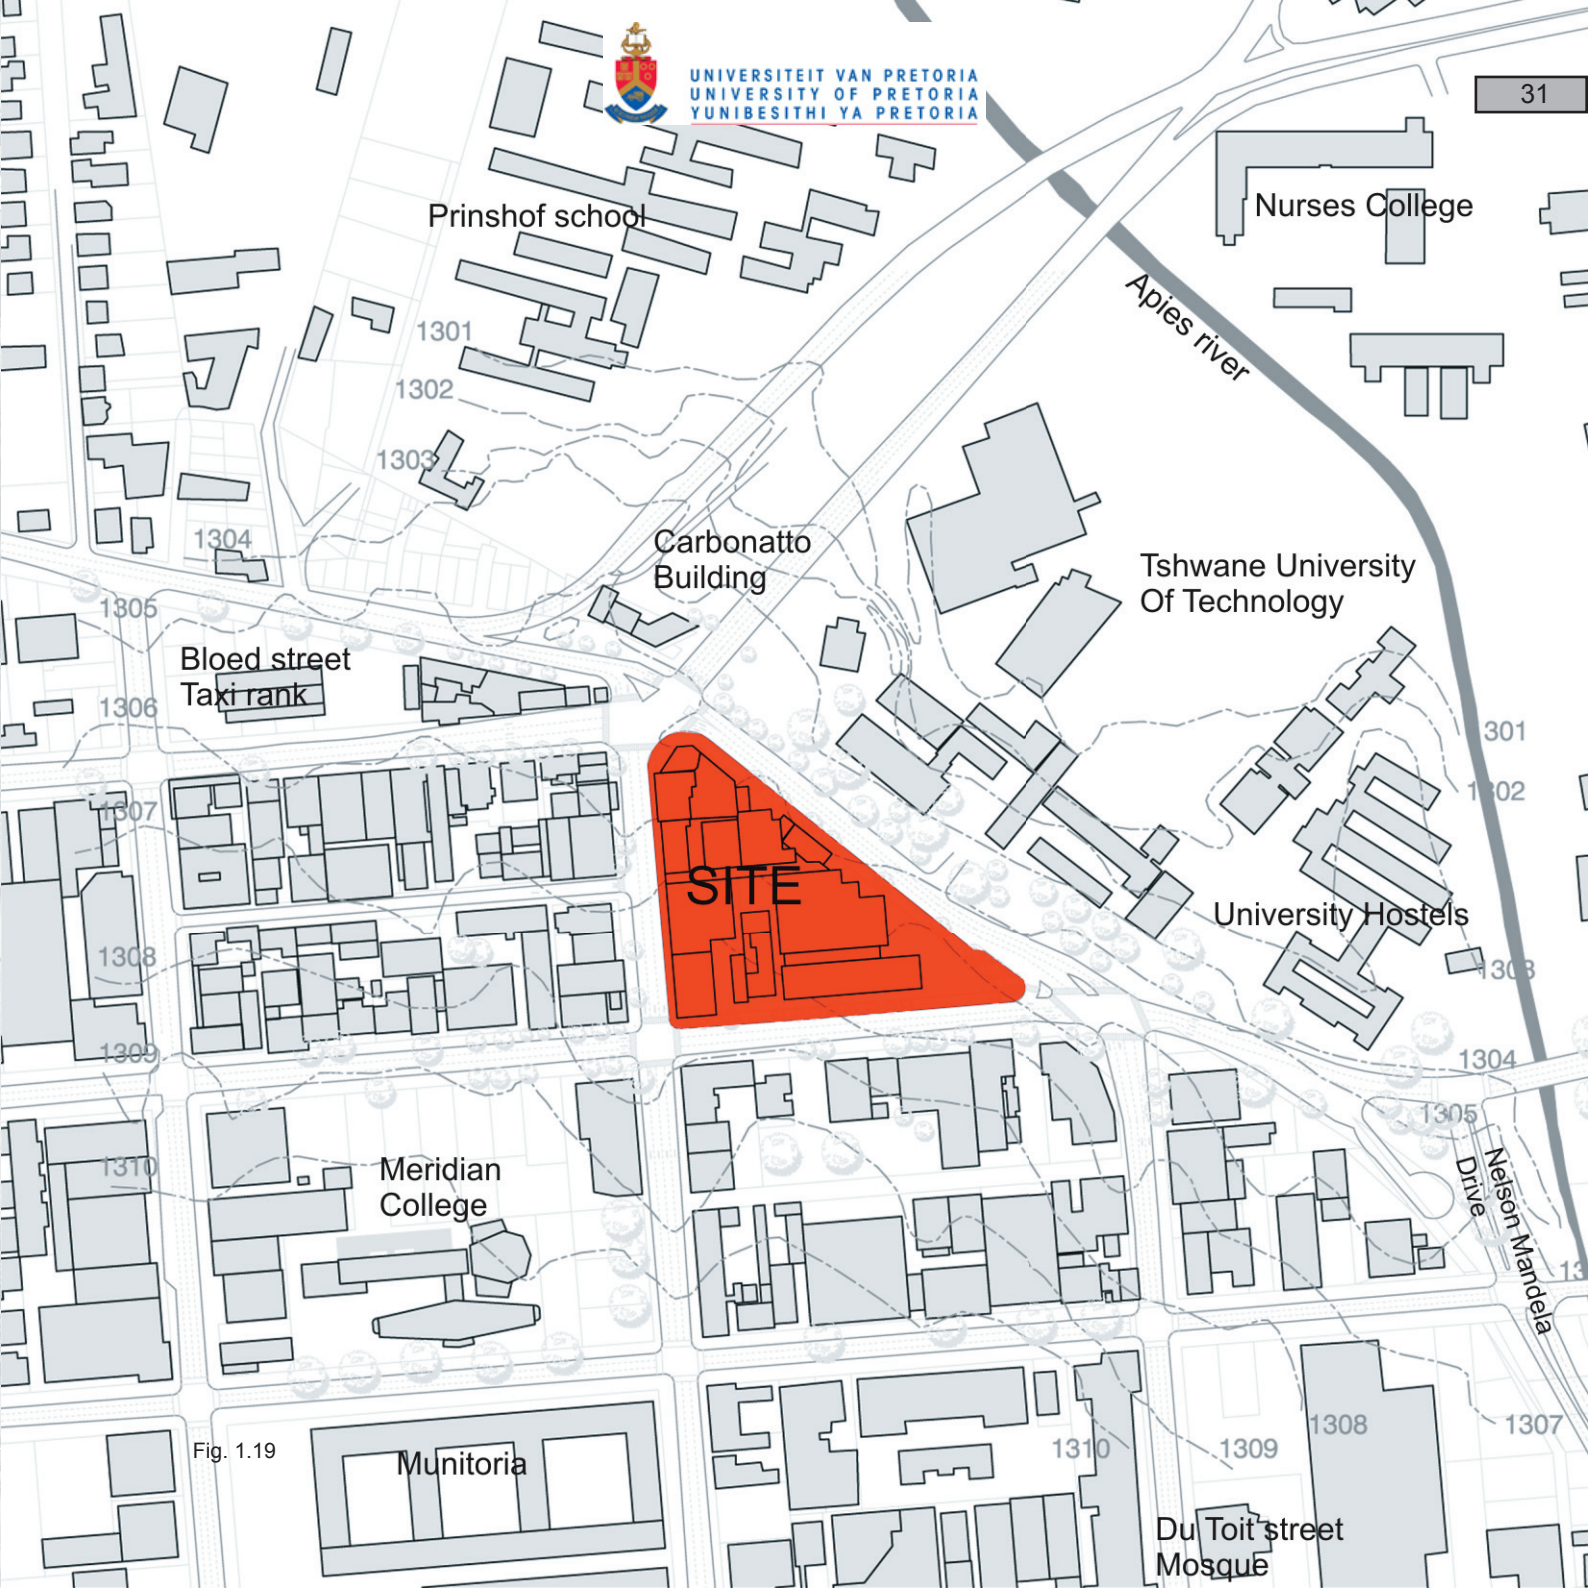 UNIVERSITEIT VAN PRETORIA
UNIVERSITY OF PRETORIA
YUNIBESITHI YA PRETORIA
31
Prinshof school
Nurses College
Apies river
1301
1302
1303
1304
Carbonatto
Building
Tshwane University
Of Technology
1305
Bloed street
Taxi rank
1306
301
1302
1307
SITE
University Hostels
1308
1303
1309
1304
1305
1310
Meridian
College
Nelson Mandela
Drive
13
Fig. 1.19
Munitoria
1310
1309
1308
1307
Du Toit street
Mosque